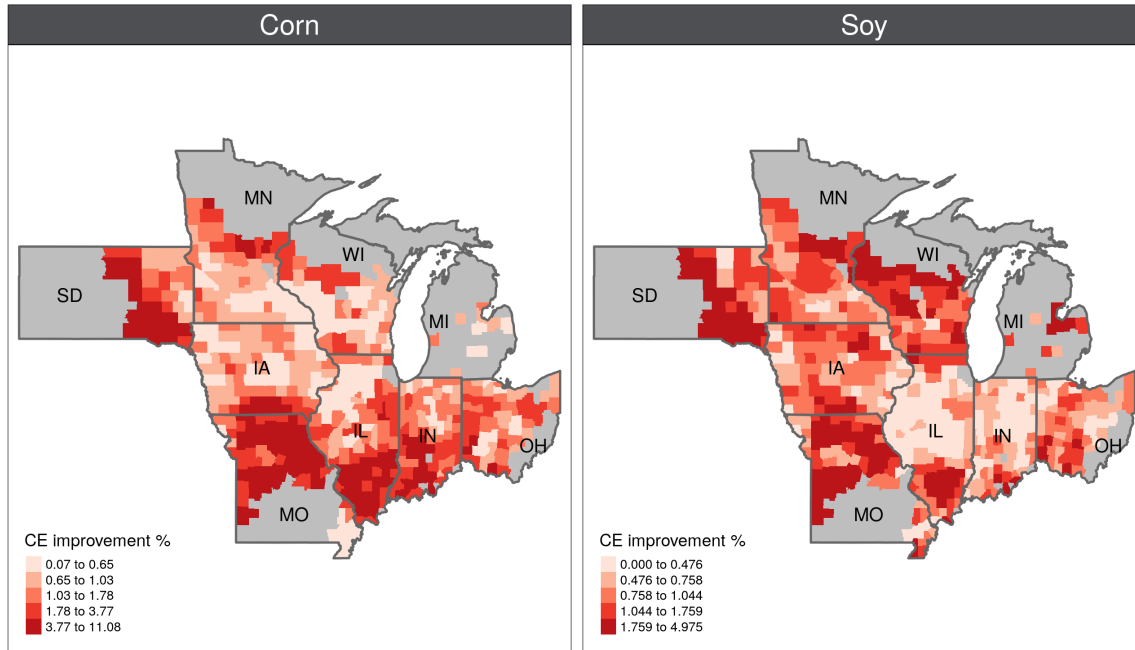 Corn
MN
WI
SD
MI
IA
IL
IN
OH
MO
CE improvement %
0.07 to 0.65
0.65 to 1.03
1.03 to 1.78
1.78 to 3.77
3.77 to 11.08
Soy
MN
WI
SD
MI
IA
IL
IN
OH
MO
CE improvement %
0.000 to 0.476
0.476 to 0.758
0.758 to 1.044
1.044 to 1.759
1.759 to 4.975